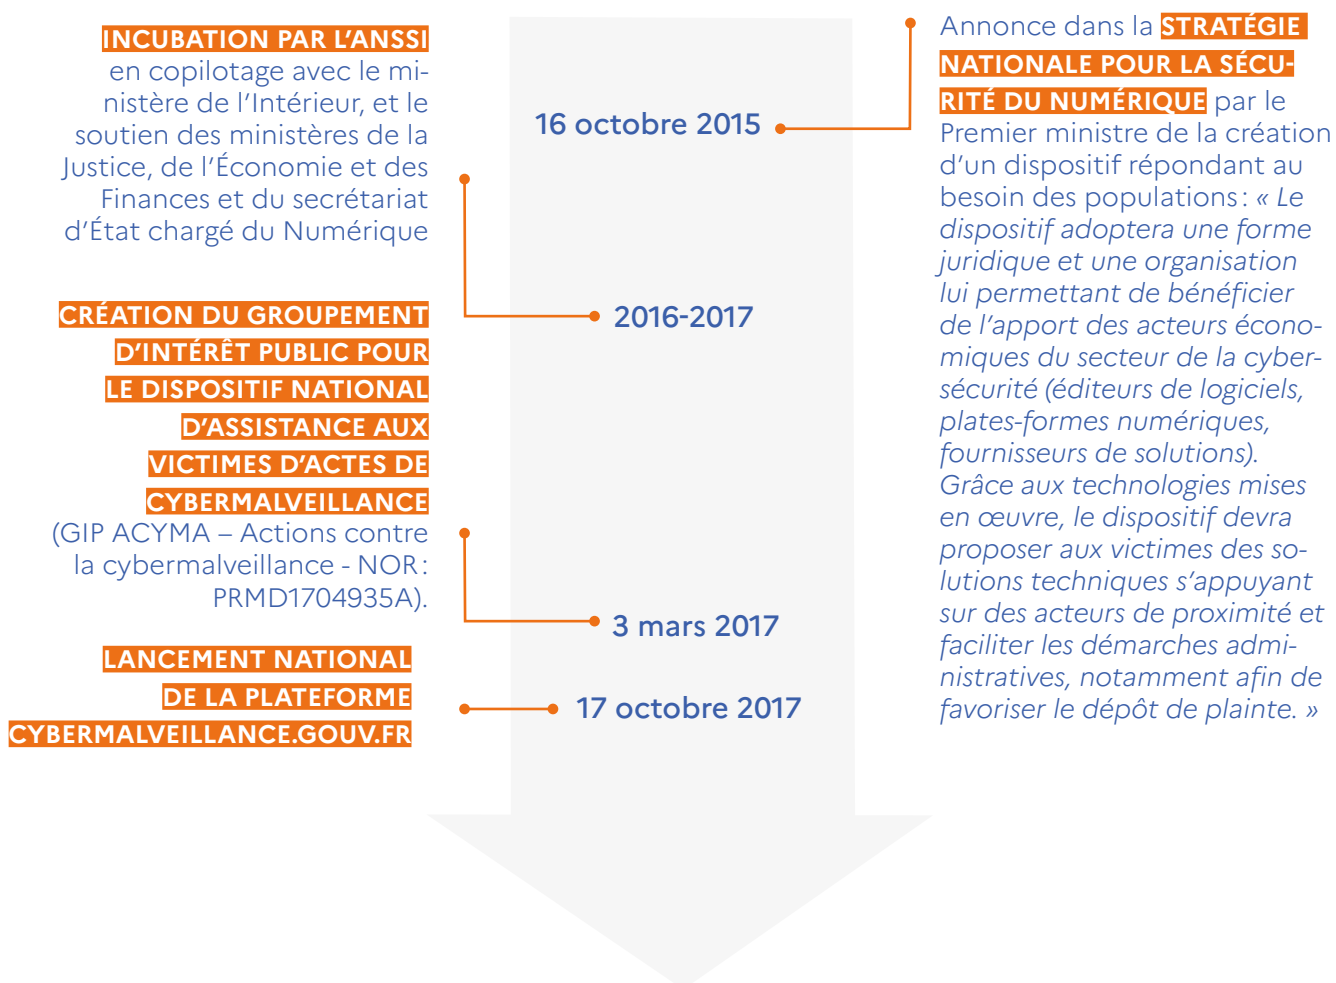 INCUBATION PAR L’ANSSI
en copilotage avec le mi-
nistère de l’Intérieur, et le
soutien des ministères de la
Justice, de l’Économie et des
Finances et du secrétariat
d’État chargé du Numérique
CRÉATION DU GROUPEMENT
D’INTÉRÊT PUBLIC POUR
LE DISPOSITIF NATIONAL
D’ASSISTANCE AUX
VICTIMES D’ACTES DE
CYBERMALVEILLANCE
(GIP ACYMA – Actions contre
la cybermalveillance - NOR :
PRMD1704935A).
LANCEMENT NATIONAL
DE LA PLATEFORME
CYBERMALVEILLANCE.GOUV.FR
16 octobre 2015
2016-2017
3 mars 2017
17 octobre 2017
Annonce dans la STRATÉGIE
NATIONALE POUR LA SÉCU-
RITÉ DU NUMÉRIQUE par le
Premier ministre de la création
d’un dispositif répondant au
besoin des populations : « Le
dispositif adoptera une forme
juridique et une organisation
lui permettant de bénéficier
de l’apport des acteurs écono-
miques du secteur de la cyber-
sécurité (éditeurs de logiciels,
plates-formes numériques,
fournisseurs de solutions).
Grâce aux technologies mises
en œuvre, le dispositif devra
proposer aux victimes des so-
lutions techniques s’appuyant
sur des acteurs de proximité et
faciliter les démarches admi-
nistratives, notamment afin de
favoriser le dépôt de plainte. »